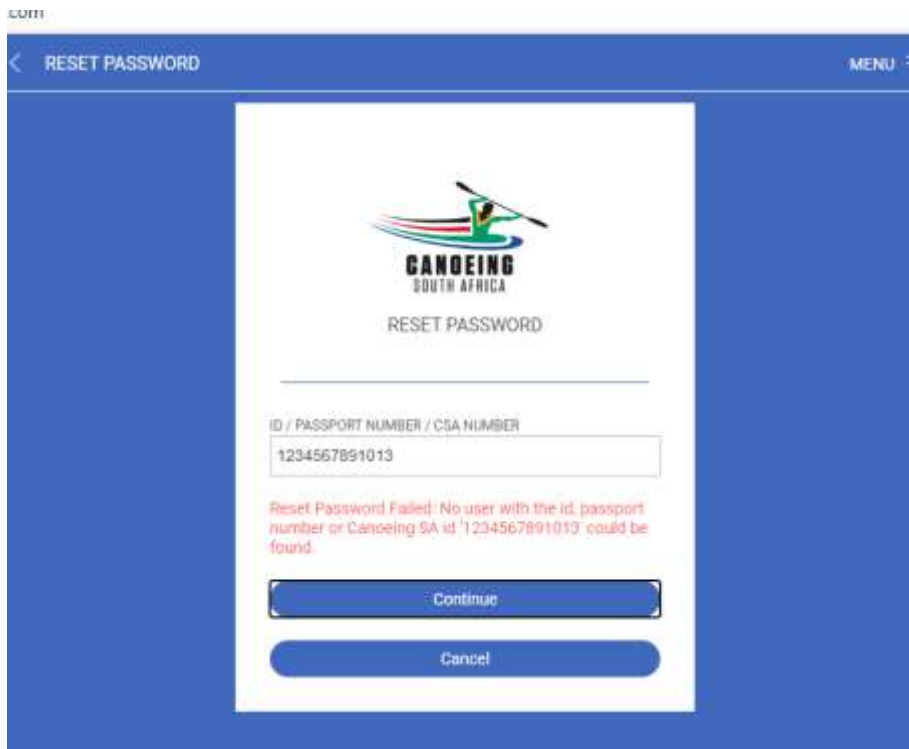 .com
RESET PASSWORD
MENU
CANOEING
SOUTH AFRICA
RESET PASSWORD
ID / PASSPORT NUMBER / CSA NUMBER
1234567891013
Reset Password Failed: No user with the id, passport
number or Canoeing SA id '1234567891013' could be
found.
Continue
Cancel